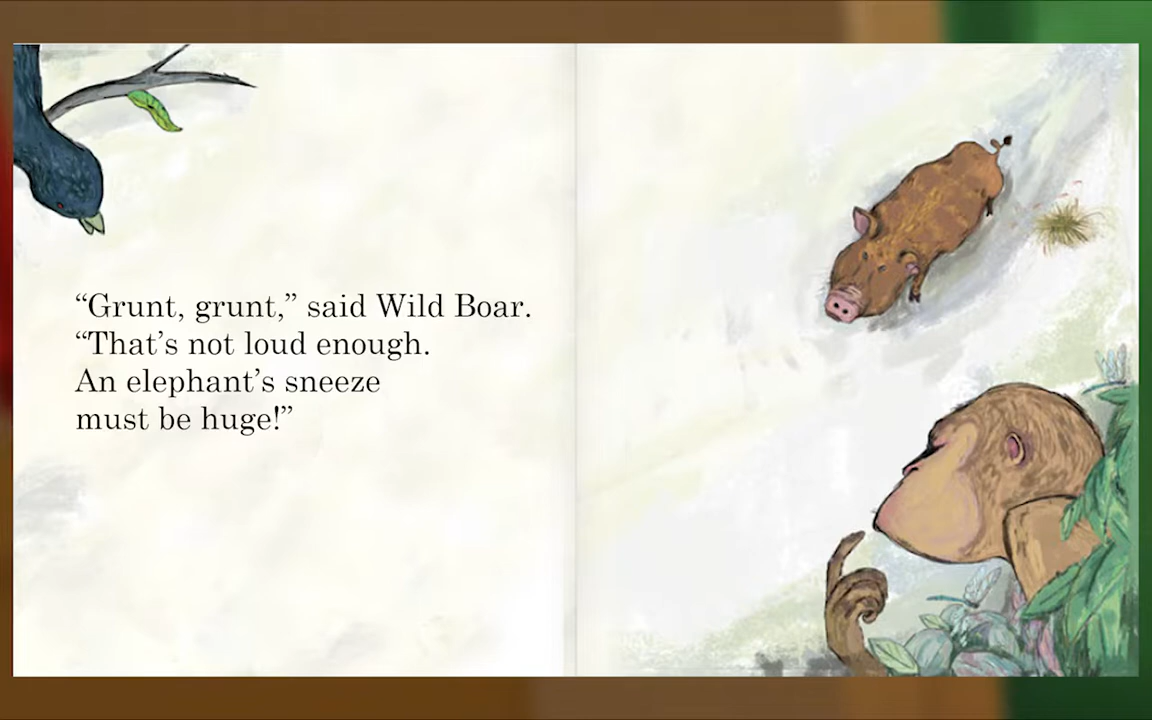 “Grunt, grunt,” said Wild Boar.
“That’s not loud enough.
An elephant’s sneeze
must be huge!”